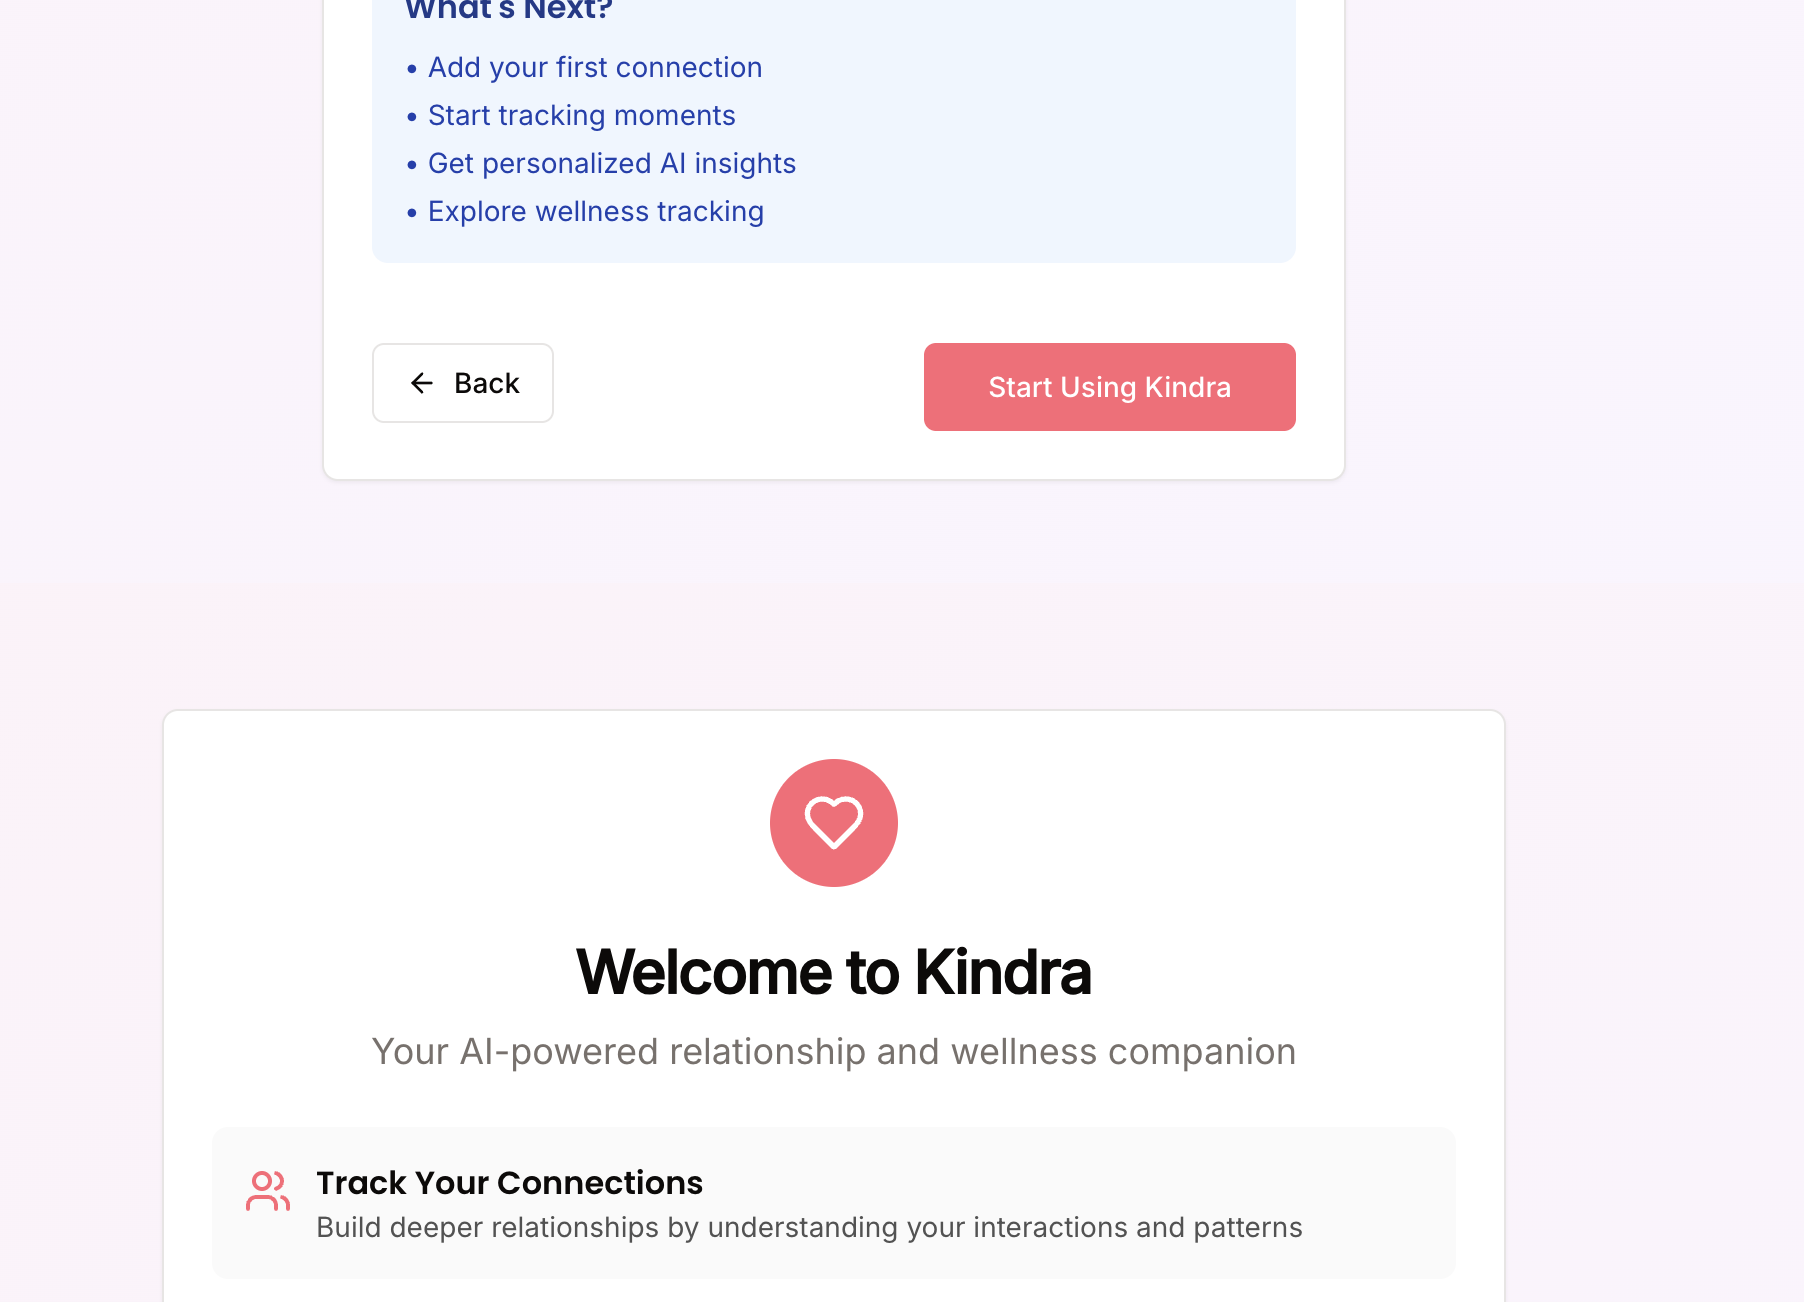 What's Next?
• Add your first connection
• Start tracking moments
• Get personalized AI insights
• Explore wellness tracking
Back
Start Using Kindra
Welcome to Kindra
Your AI-powered relationship and wellness companion
Track Your Connections
Build deeper relationships by understanding your interactions and patterns